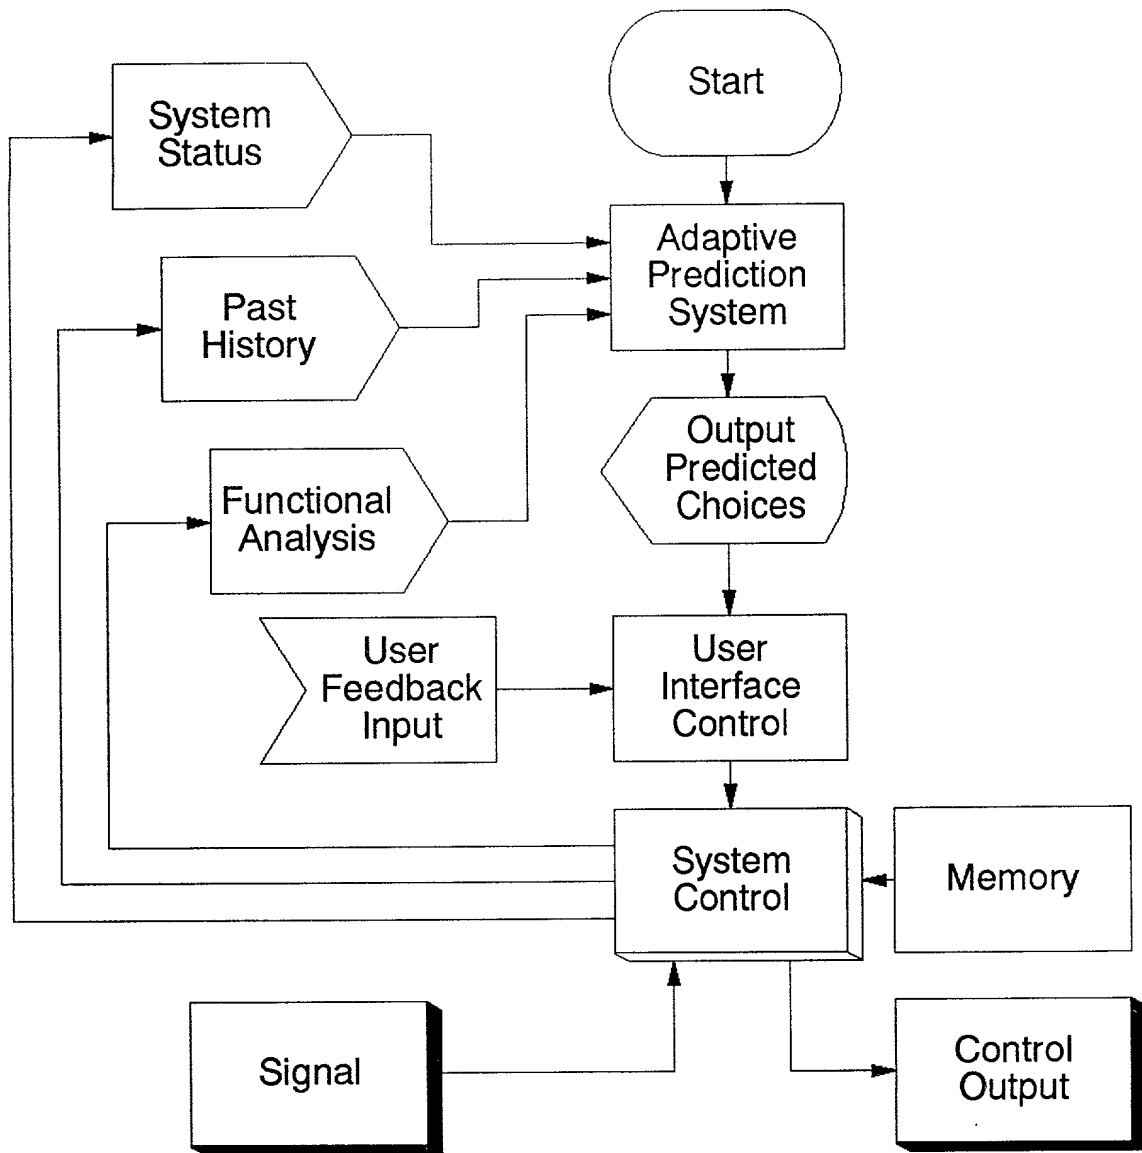 Start
System
Status
Adaptive
Prediction
System
Past
History
Output
Predicted
Choices
Functional
Analysis
User
Feedback
Input
User
Interface
Control
System
Control
Memory
Signal
Control
Output